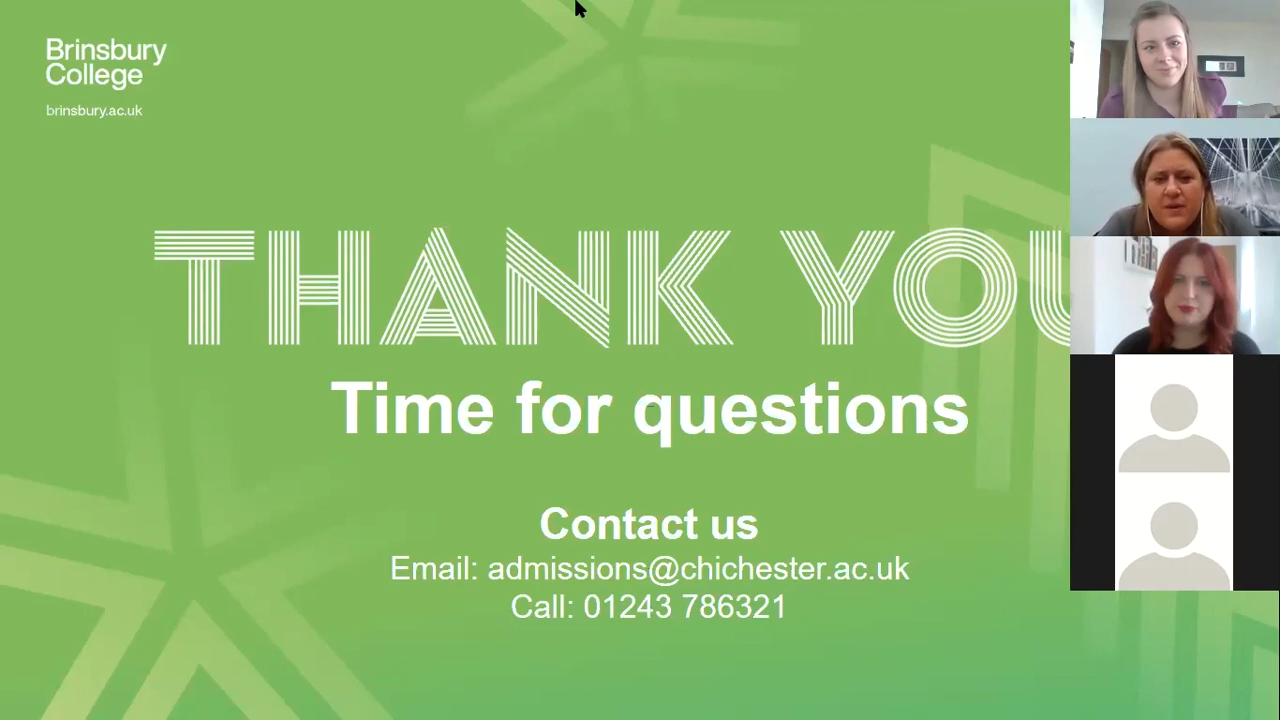 Brinsbury
College
brinsbury.ac.uk
THANK YOU
Time for questions
Contact us
Email: admissions@chichester.ac.uk
Call: 01243 786321